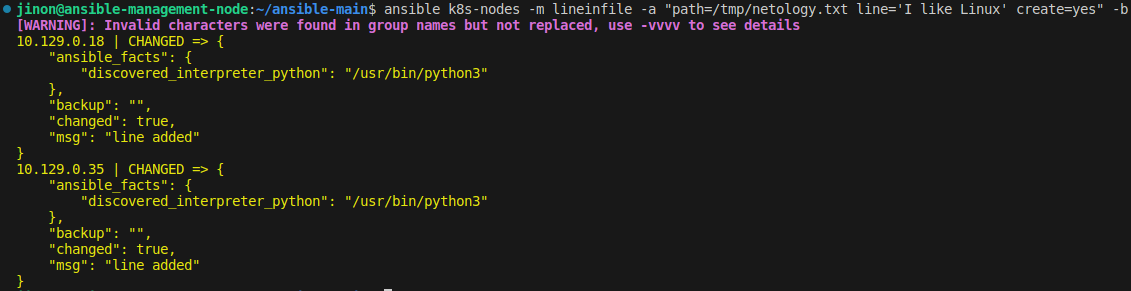 jinon@ansible-management-node:~/ansible-main$ ansible k8s-nodes -m lineinfile -a "path=/tmp/netology.txt line='I like Linux' create=yes" -b
[WARNING]: Invalid characters were found in group names but not replaced, use -vvvv to see details
10.129.0.18 | CHANGED => {
    "ansible_facts": {
        "discovered_interpreter_python": "/usr/bin/python3"
    },
    "backup": "",
    "changed": true,
    "msg": "line added"
}
10.129.0.35 | CHANGED => {
    "ansible_facts": {
        "discovered_interpreter_python": "/usr/bin/python3"
    },
    "backup": "",
    "changed": true,
    "msg": "line added"
}